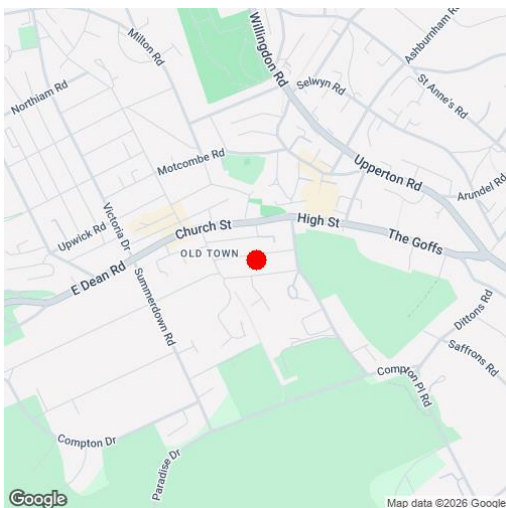 Milton Rd
Willingdon Rd
Ashburnham R
St Anne's Rd
Selwyn Rd
Northiam Rd
Motcombe Rd
Upperton Rd
Arundel Rd
Victoria Dr
Upwick Rd
Church St
High St
The Goffs
OLD TOWN
E Dean Rd
Summerdown Rd
Dittons Rd
Saffrons Rd
Compton Pl Rd
Compton Dr
Paradise Dr
Google
Map data ©2026 Google